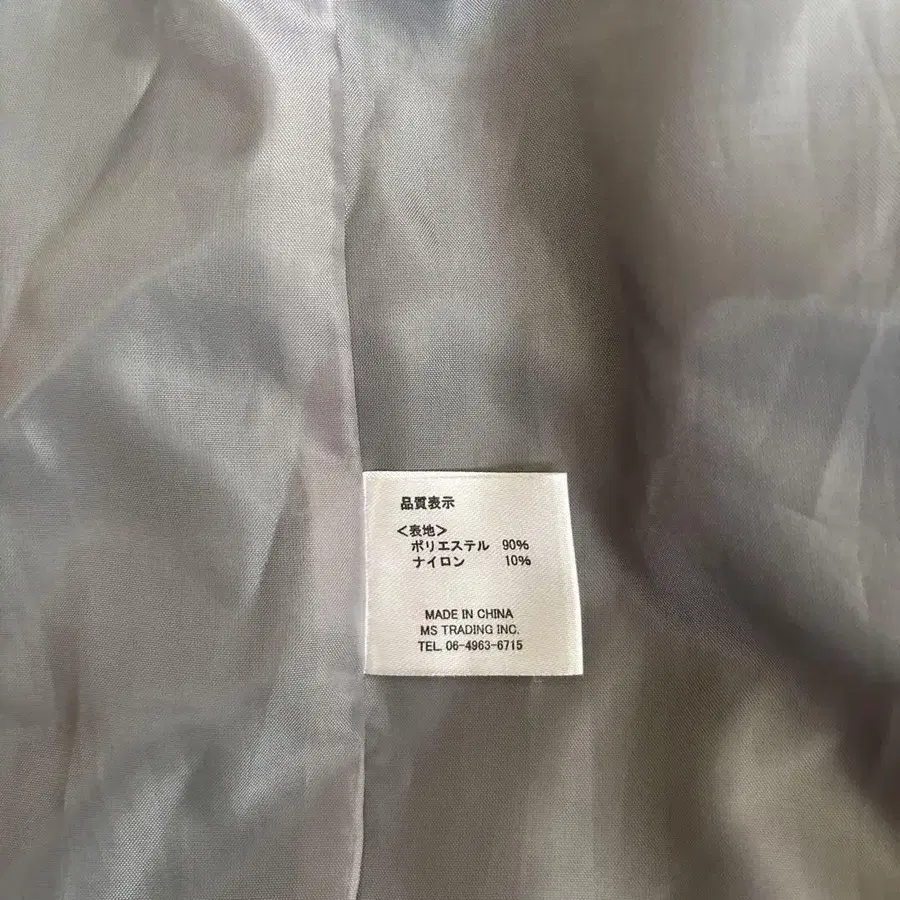 品質表示
<表地>
ポリエステル 90%
ナイロン 10%
MADE IN CHINA
MS TRADING INC.
TEL. 06-4963-6715